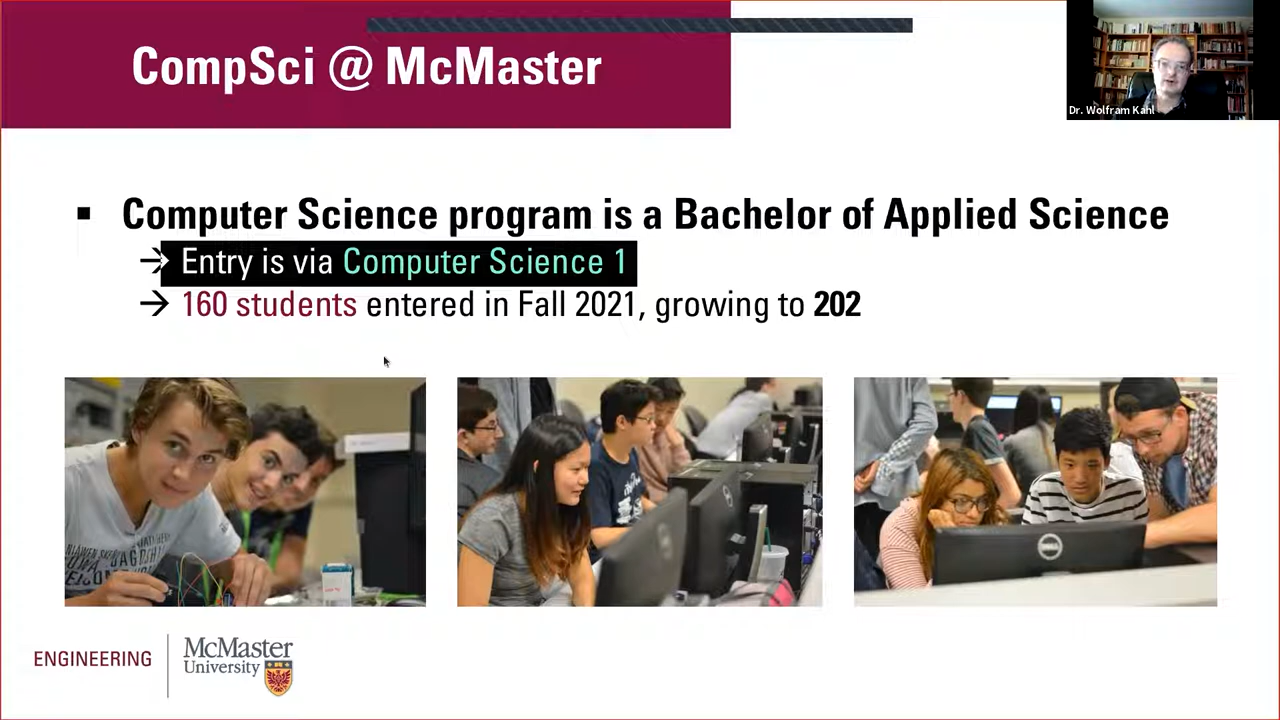 CompSci @ McMaster
Dr. Wolfram Kahl
▪ Computer Science program is a Bachelor of Applied Science
→ Entry is via Computer Science 1
→ 160 students entered in Fall 2021, growing to 202
DELL
ENGINEERING
McMaster
University